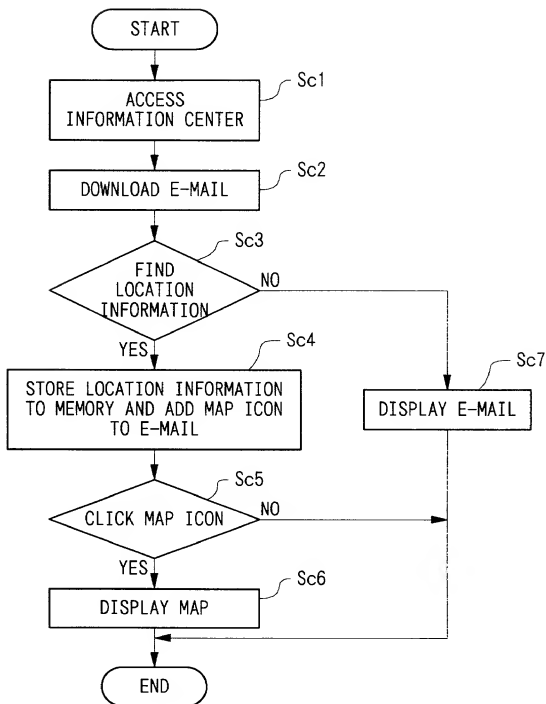 START
Sc1
ACCESS
INFORMATION CENTER
Sc2
DOWNLOAD E-MAIL
Sc3
FIND
LOCATION
INFORMATION
NO
YES
Sc4
STORE LOCATION INFORMATION
TO MEMORY AND ADD MAP ICON
TO E-MAIL
Sc7
DISPLAY E-MAIL
Sc5
CLICK MAP ICON
NO
YES
Sc6
DISPLAY MAP
END